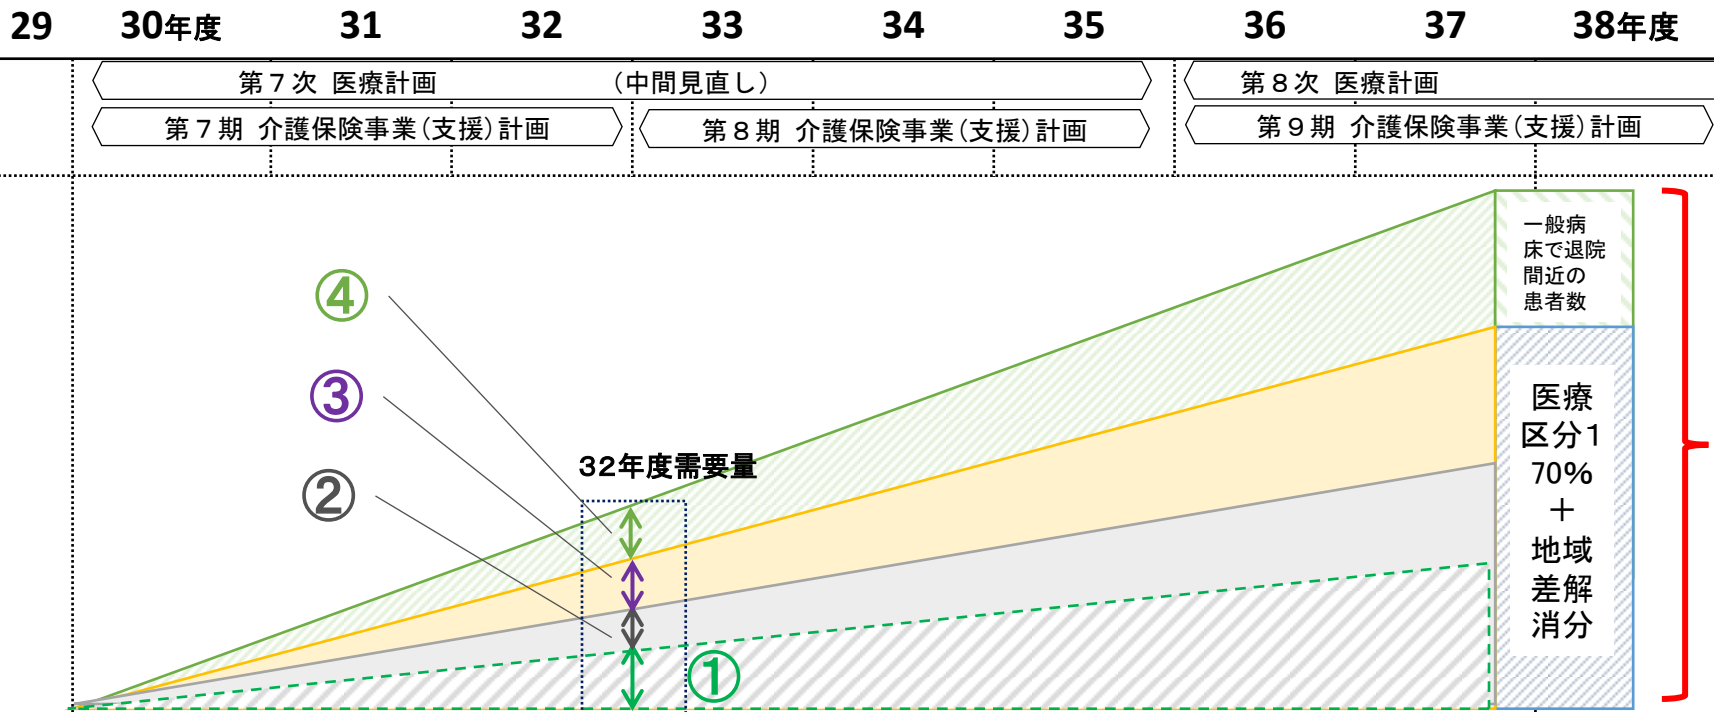 29 30年度 31 32 33 34 35 36 37 38年度
第７次 医療計画 （中間見直し） 第８次 医療計画
第７期 介護保険事業(支援)計画 第８期 介護保険事業(支援)計画 第９期 介護保険事業(支援)計画
④
③
②
①
32年度需要量
一般病
床で退院
間近の
患者数
医療
区分1
70%
＋
地域
差解
消分